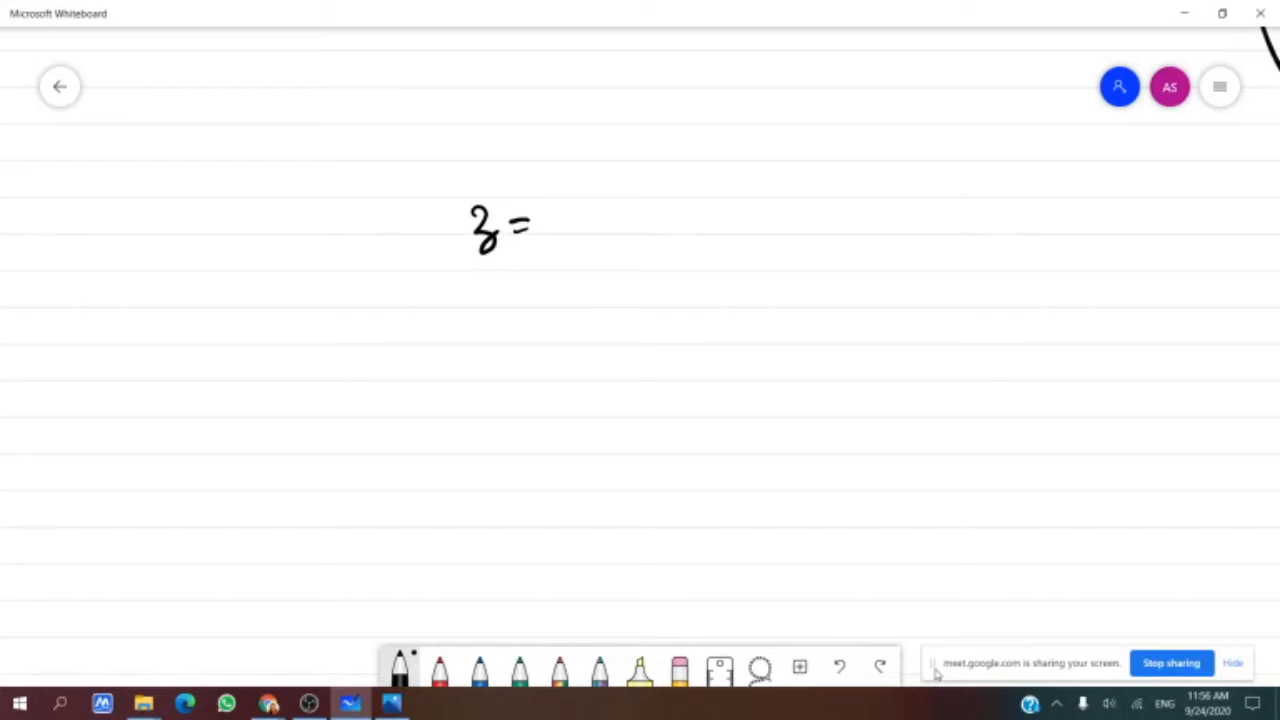 Microsoft Whiteboard
AS
z =
meet.google.com is sharing your screen.
Stop sharing
Hide
ENG
11:56 AM
9/24/2020